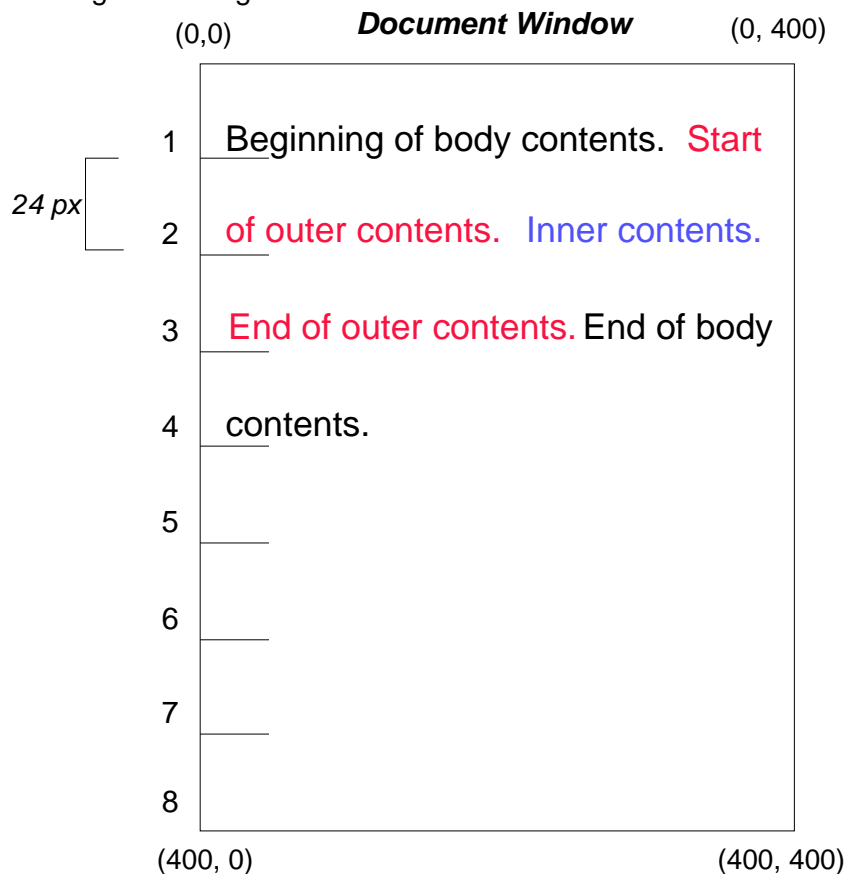 (0,0) Document Window (0, 400)
1 Beginning of body contents. Start
24 px
2 of outer contents. Inner contents.
3 End of outer contents. End of body
4 contents.
5
6
7
8
(400, 0) (400, 400)